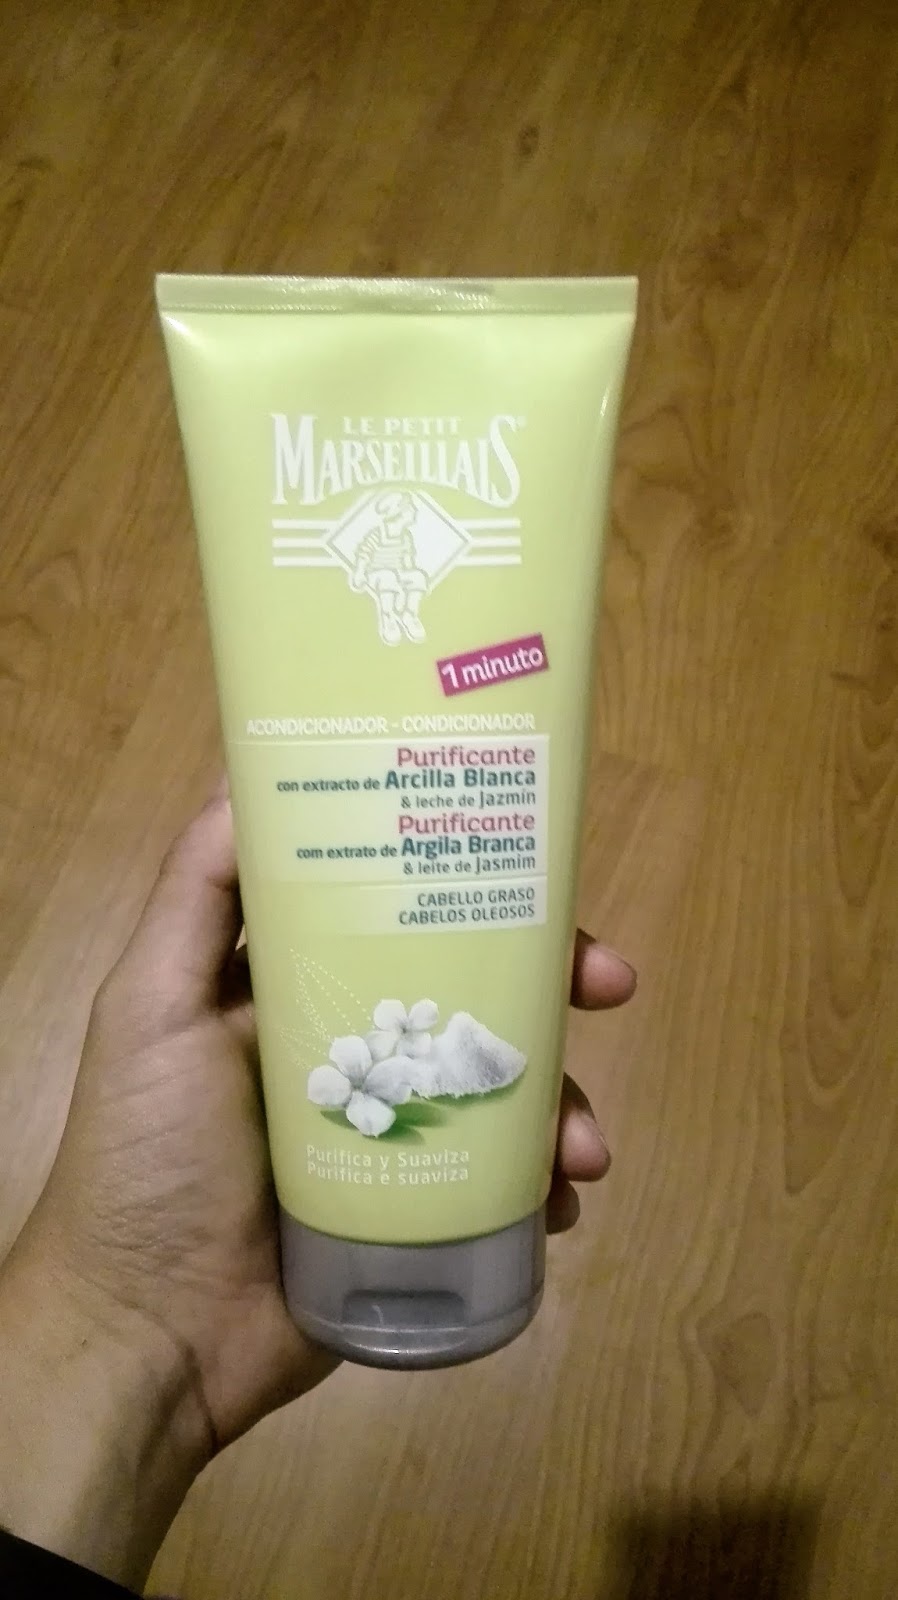 LE PETIT
MARSEILLAIS®
1 minuto
ACONDICIONADOR - CONDICIONADOR
Purificante
con extracto de Arcilla Blanca
& leche de Jazmín
Purificante
com extrato de Argila Branca
& leite de Jasmim
CABELLO GRASO
CABELOS OLEOSOS
Purifica y Suaviza
Purifica e suaviza